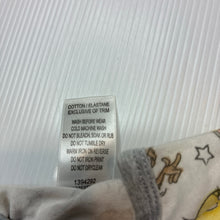 COTTON / ELASTANE
EXCLUSIVE OF TRIM
WASH BEFORE WEAR
COLD MACHINE WASH
DO NOT BLEACH, SOAK OR RUB
DO NOT TUMBLE DRY
WARM IRON ON REVERSE
DO NOT IRON PRINT
DO NOT DRYCLEAN
1394292